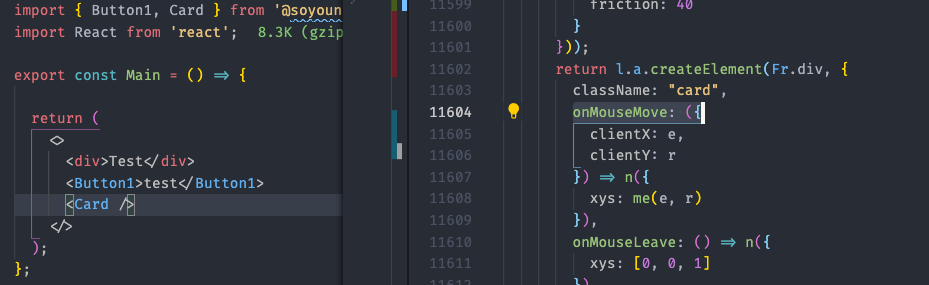 import { Button1, Card } from '@soyoun
import React from 'react';  8.3K (gzip
export const Main = () => {
  return (
    <>
      <div>Test</div>
      <Button1>test</Button1>
      <Card />
    </>
  );
};
11599 friction: 40
11600 }
11601 }));
11602 return l.a.createElement(Fr.div, {
11603 className: "card",
11604 onMouseMove: ({
11605 clientX: e,
11606 clientY: r
11607 }) => n({
11608 xys: me(e, r)
11609 }),
11610 onMouseLeave: () => n({
11611 xys: [0, 0, 1]
})